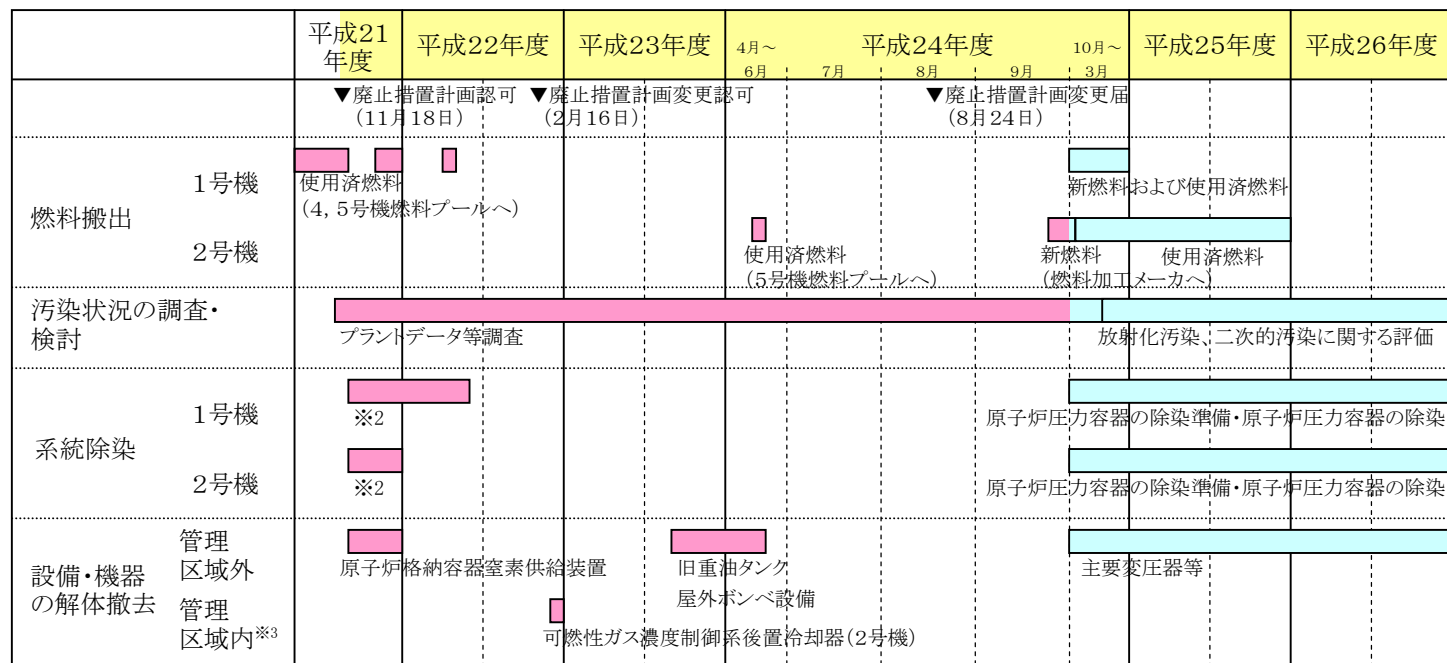 平成21
年度
平成22年度
平成23年度
平成24年度
4月～
6月
7月
8月
9月
10月～
3月
平成25年度
平成26年度
▼廃止措置計画認可
(11月18日)
▼廃止措置計画変更認可
(2月16日)
▼廃止措置計画変更届
(8月24日)
燃料搬出
1号機
使用済燃料
(4，5号機燃料プールへ)
新燃料および使用済燃料
2号機
使用済燃料
(5号機燃料プールへ)
新燃料
(燃料加工メーカへ)
使用済燃料
汚染状況の調査・
検討
プラントデータ等調査
放射化汚染、二次的汚染に関する評価
系統除染
1号機
※2
原子炉圧力容器の除染準備・原子炉圧力容器の除染
2号機
※2
原子炉圧力容器の除染準備・原子炉圧力容器の除染
設備・機器
の解体撤去
管理
区域外
原子炉格納容器窒素供給装置
旧重油タンク
屋外ボンベ設備
主要変圧器等
管理
区域内※3
可燃性ガス濃度制御系後置冷却器(2号機)